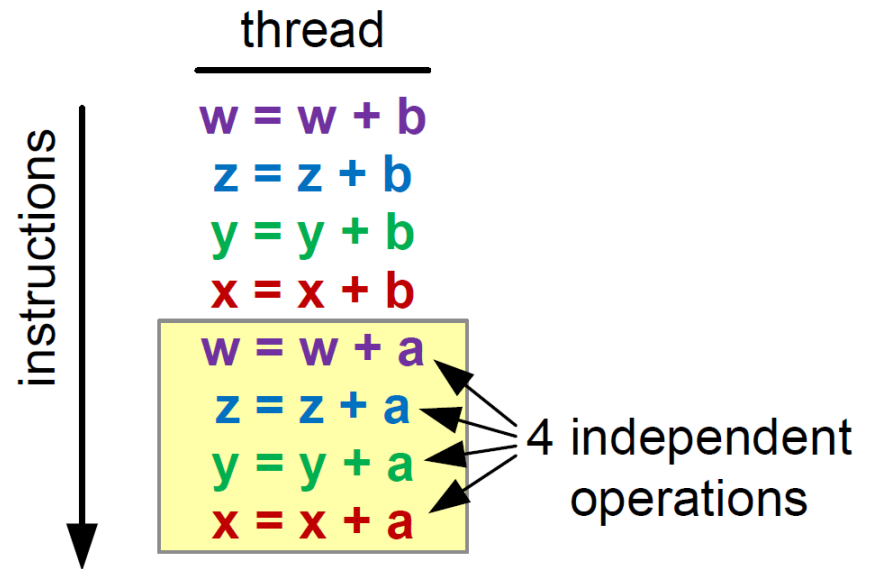 thread
instructions
w = w + b
z = z + b
y = y + b
x = x + b
w = w + a
z = z + a
y = y + a
x = x + a
4 independent
operations